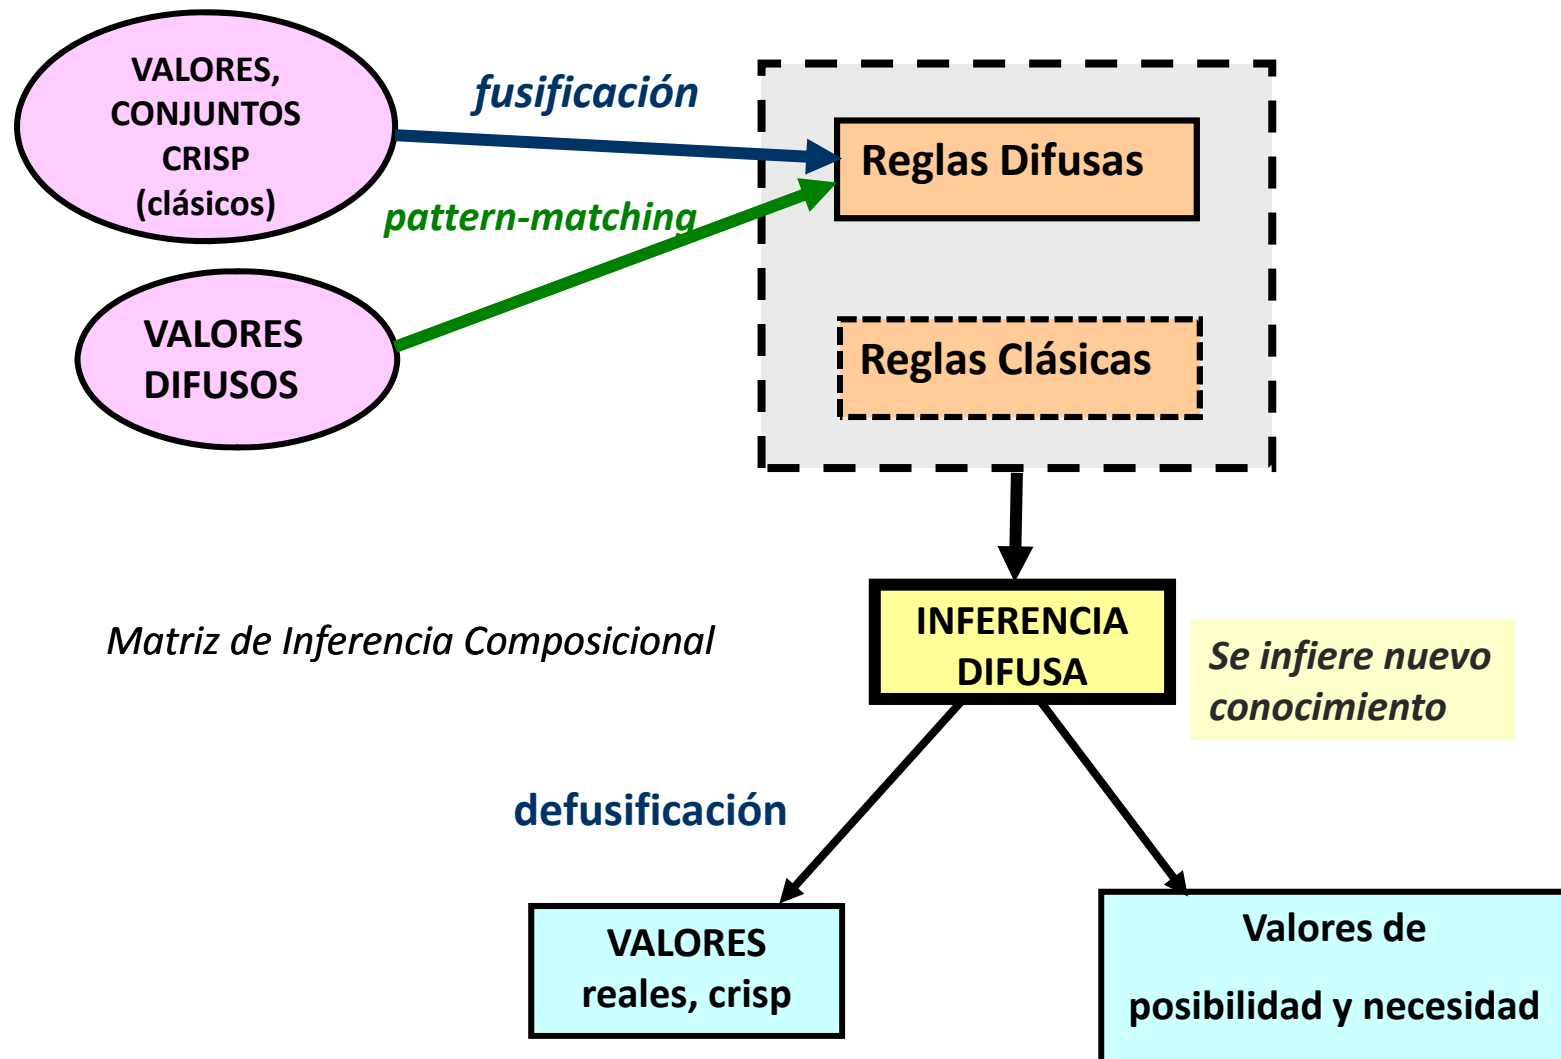 VALORES,
CONJUNTOS
CRISP
(clásicos)
fusificación
pattern-matching
VALORES
DIFUSOS
Reglas Difusas
Reglas Clásicas
Matriz de Inferencia Composicional
INFERENCIA
DIFUSA
Se infiere nuevo
conocimiento
defusificación
VALORES
reales, crisp
Valores de
posibilidad y necesidad